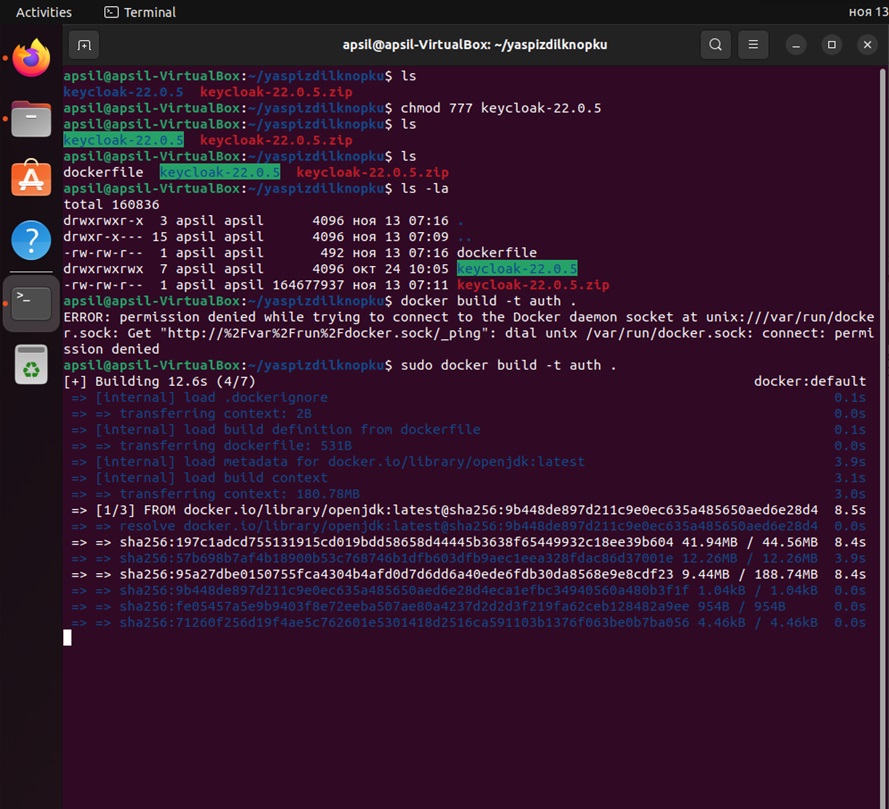 Activities
Terminal
ноя 13
apsil@apsil-VirtualBox: ~/yaspizdilknopku
apsil@apsil-VirtualBox:~/yaspizdilknopku$ ls
keycloak-22.0.5  keycloak-22.0.5.zip
apsil@apsil-VirtualBox:~/yaspizdilknopku$ chmod 777 keycloak-22.0.5
apsil@apsil-VirtualBox:~/yaspizdilknopku$ ls
keycloak-22.0.5  keycloak-22.0.5.zip
apsil@apsil-VirtualBox:~/yaspizdilknopku$ ls
dockerfile  keycloak-22.0.5  keycloak-22.0.5.zip
apsil@apsil-VirtualBox:~/yaspizdilknopku$ ls -la
total 160836
drwxrwxr-x  3 apsil apsil      4096 ноя 13 07:16 .
drwxr-x--- 15 apsil apsil      4096 ноя 13 07:09 ..
-rw-rw-r--  1 apsil apsil       492 ноя 13 07:16 dockerfile
drwxrwxrwx  7 apsil apsil      4096 окт 24 10:05 keycloak-22.0.5
-rw-rw-r--  1 apsil apsil 164677937 ноя 13 07:11 keycloak-22.0.5.zip
apsil@apsil-VirtualBox:~/yaspizdilknopku$ docker build -t auth .
ERROR: permission denied while trying to connect to the Docker daemon socket at unix:///var/run/docke
r.sock: Get "http://%2Fvar%2Frun%2Fdocker.sock/_ping": dial unix /var/run/docker.sock: connect: permi
ssion denied
apsil@apsil-VirtualBox:~/yaspizdilknopku$ sudo docker build -t auth .
[+] Building 12.6s (4/7) docker:default
=> [internal] load .dockerignore 0.1s
=> => transferring context: 2B 0.0s
=> [internal] load build definition from dockerfile 0.1s
=> => transferring dockerfile: 531B 0.0s
=> [internal] load metadata for docker.io/library/openjdk:latest 3.9s
=> [internal] load build context 3.1s
=> => transferring context: 180.78MB 3.0s
=> [1/3] FROM docker.io/library/openjdk:latest@sha256:9b448de897d211c9e0ec635a485650aed6e28d4 8.5s
=> => resolve docker.io/library/openjdk:latest@sha256:9b448de897d211c9e0ec635a485650aed6e28d4 0.0s
=> => sha256:197c1adcd755131915cd019bdd58658d44445b3638f65449932c18ee39b604 41.94MB / 44.56MB 8.4s
=> => sha256:57b698b7af4b18900b53c768746b1dfb603dfb9aec1eea328fdac86d37001e 12.26MB / 12.26MB 3.9s
=> => sha256:95a27dbe0150755fca4304b4afd0d7d6dd6a40ede6fdb30da8568e9e8cdf23 9.44MB / 188.74MB 8.4s
=> => sha256:9b448de897d211c9e0ec635a485650aed6e28d4eca1efbc34940560a480b3f1f 1.04kB / 1.04kB 0.0s
=> => sha256:fe05457a5e9b9403f8e72eeba507ae80a4237d2d2d3f219fa62ceb128482a9ee 954B / 954B 0.0s
=> => sha256:71260f256d19f4ae5c762601e5301418d2516ca591103b1376f063be0b7ba056 4.46kB / 4.46kB 0.0s